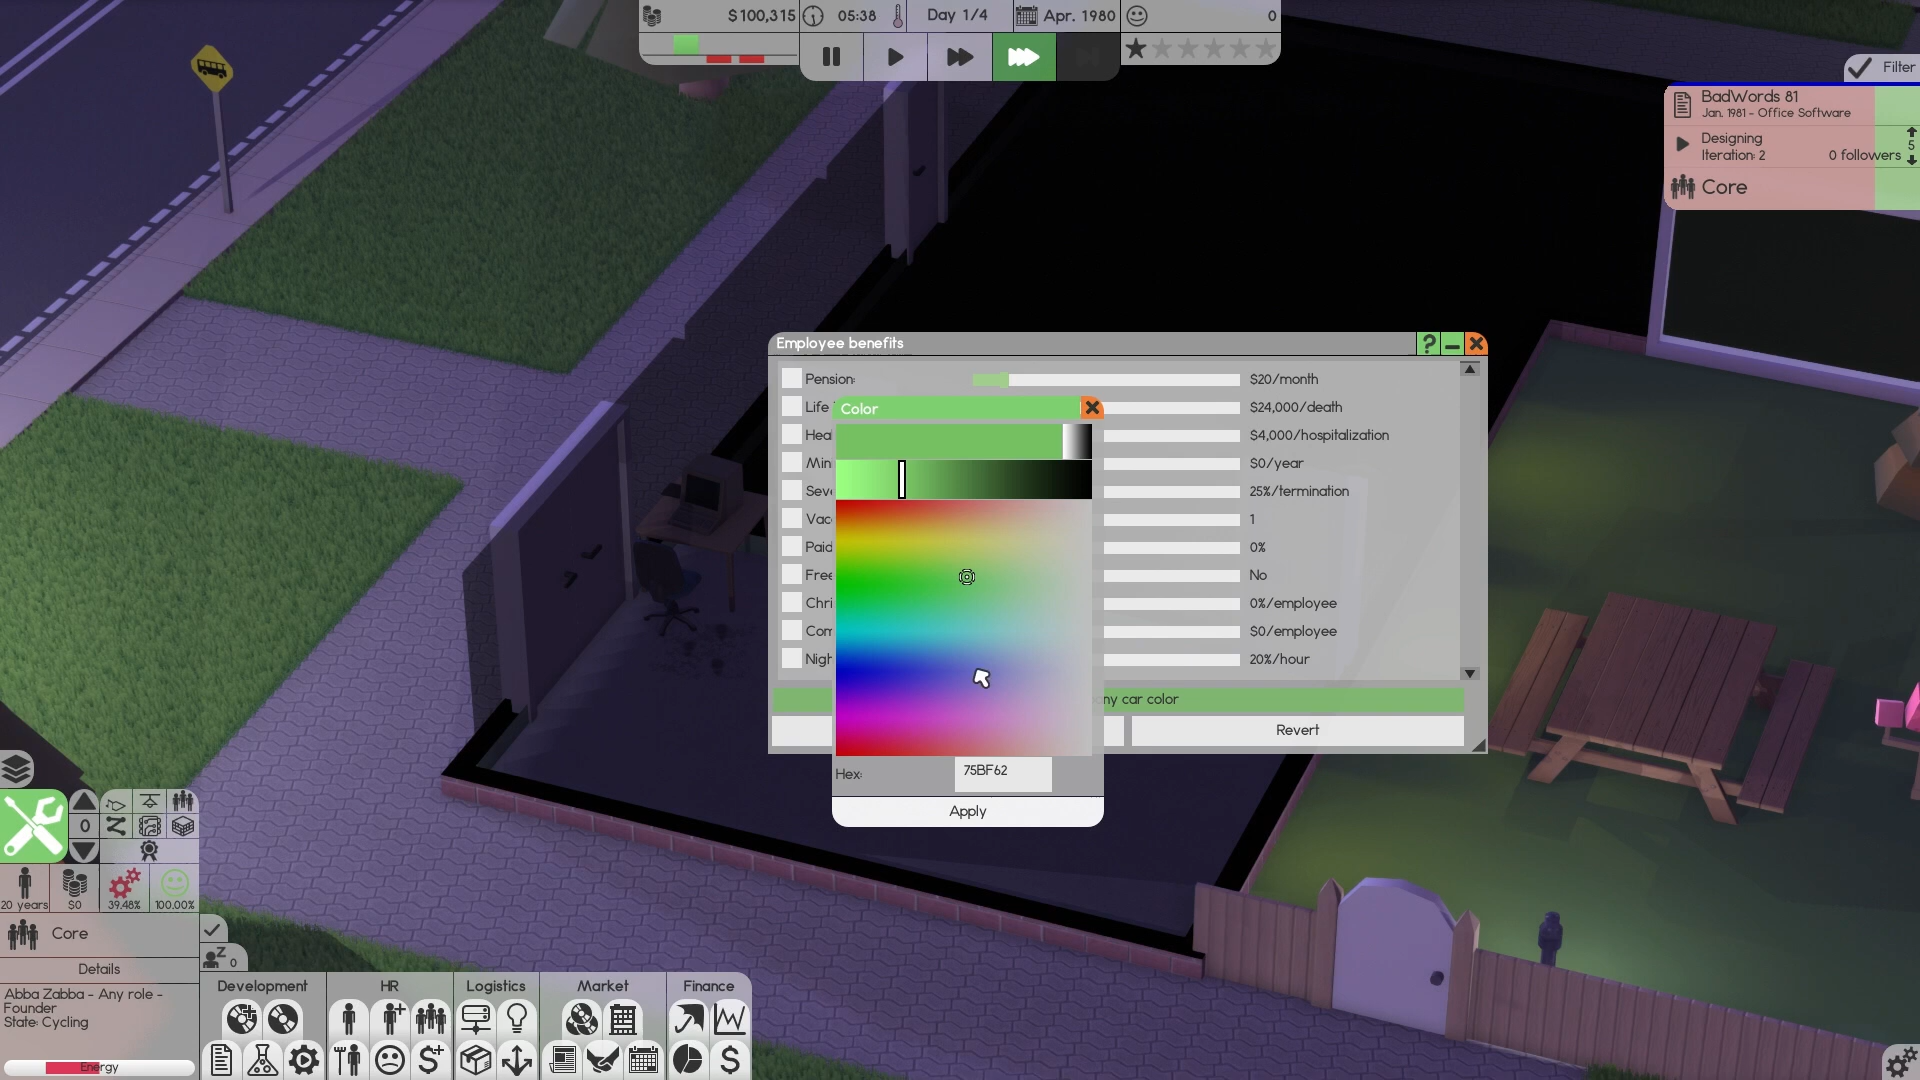 $100,315
05:38
Day 1/4
Apr. 1980
0
Filter
BadWords 81
Jan. 1981 - Office Software
Designing
Iteration: 2
0 followers
5
Core
Employee benefits
?
Pension:
$20/month
Life
$24,000/death
Hea
$4,000/hospitalization
Min
$0/year
Seve
25%/termination
Vac
1
Paid
0%
Free
No
Chri
0%/employee
Com
$0/employee
Nigh
20%/hour
ny car color
Revert
Color
Hex:
75BF62
Apply
0
20 years
$0
39.48%
100.00%
Core
Details
Abba Zabba - Any role -
Founder
State: Cycling
Energy
Z
0
Development
HR
Logistics
Market
Finance